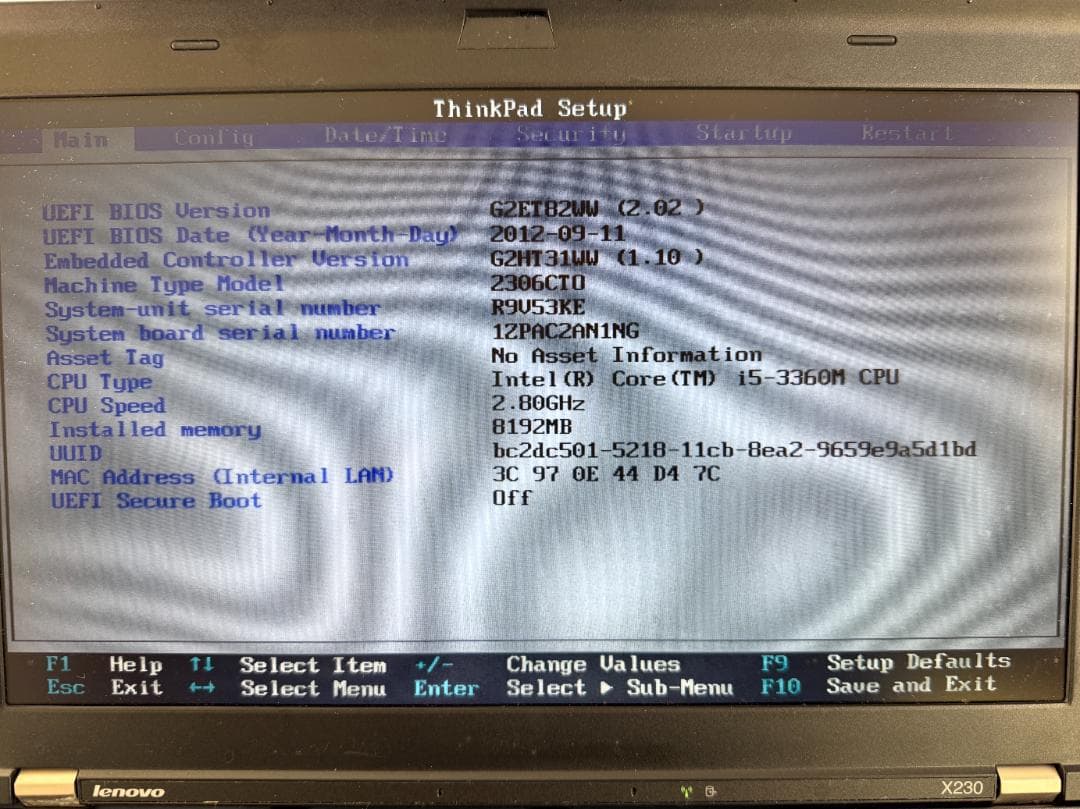 ThinkPad Setup
Main Config Date/Time Security Startup Restart
UEFI BIOS Version G2ET82WW (2.02 )
UEFI BIOS Date (Year-Month-Day) 2012-09-11
Embedded Controller Version G2HT31WW (1.10 )
Machine Type Model 2306CTO
System-unit serial number R9V53KE
System board serial number 1ZPAC2AN1NG
Asset Tag No Asset Information
CPU Type Intel(R) Core(TM) i5-3360M CPU
CPU Speed 2.80GHz
Installed memory 8192MB
UUID bc2dc501-5218-11cb-8ea2-9659e9a5d1bd
MAC Address (Internal LAN) 3C 97 0E 44 D4 7C
UEFI Secure Boot Off
F1 Help ↑↓ Select Item +/- Change Values F9 Setup Defaults
Esc Exit ←→ Select Menu Enter Select ▶ Sub-Menu F10 Save and Exit
lenovo X230